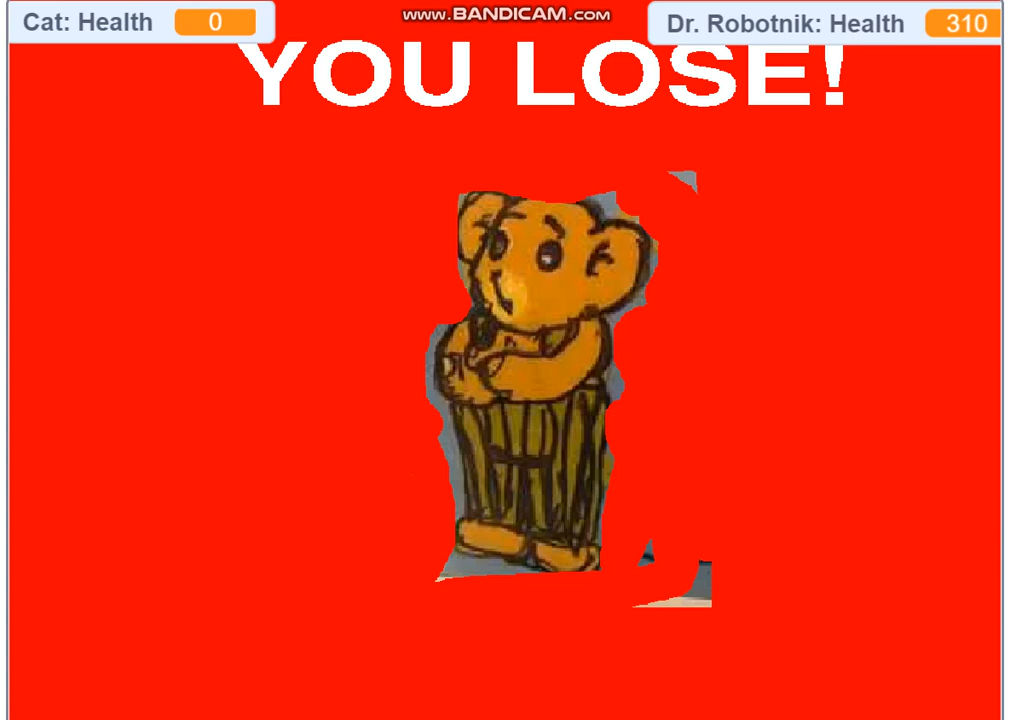 Cat: Health 0
www.BANDICAM.com
Dr. Robotnik: Health 310
YOU LOSE!